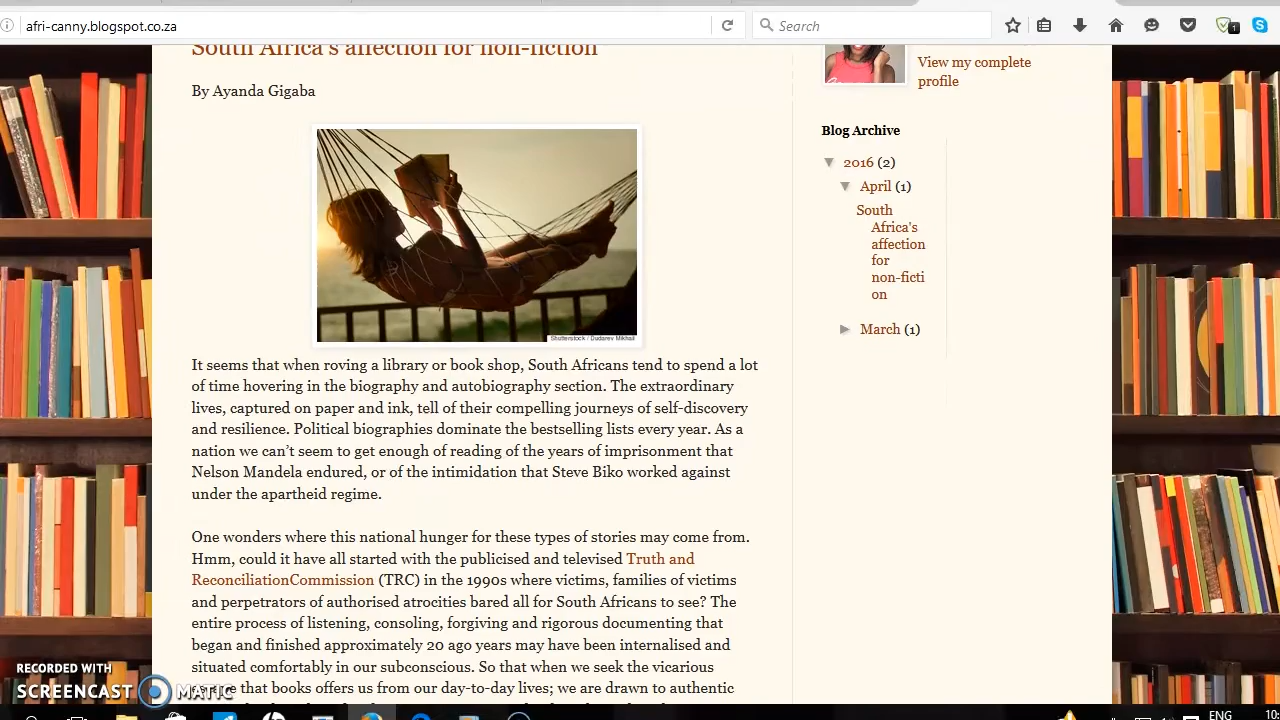 afri-canny.blogspot.co.za
Search
1
South Africa's affection for non-fiction
By Ayanda Gigaba
Shutterstock / Dudarev Mikhail
It seems that when roving a library or book shop, South Africans tend to spend a lot
of time hovering in the biography and autobiography section. The extraordinary
lives, captured on paper and ink, tell of their compelling journeys of self-discovery
and resilience. Political biographies dominate the bestselling lists every year. As a
nation we can’t seem to get enough of reading of the years of imprisonment that
Nelson Mandela endured, or of the intimidation that Steve Biko worked against
under the apartheid regime.
One wonders where this national hunger for these types of stories may come from.
Hmm, could it have all started with the publicised and televised Truth and
ReconciliationCommission (TRC) in the 1990s where victims, families of victims
and perpetrators of authorised atrocities bared all for South Africans to see? The
entire process of listening, consoling, forgiving and rigorous documenting that
began and finished approximately 20 ago years may have been internalised and
situated comfortably in our subconscious. So that when we seek the vicarious
that books offers us from our day-to-day lives; we are drawn to authentic
View my complete
profile
Blog Archive
▼ 2016 (2)
▼ April (1)
South
Africa's
affection
for
non-ficti
on
► March (1)
RECORDED WITH
SCREENCAST MATIC
ENG